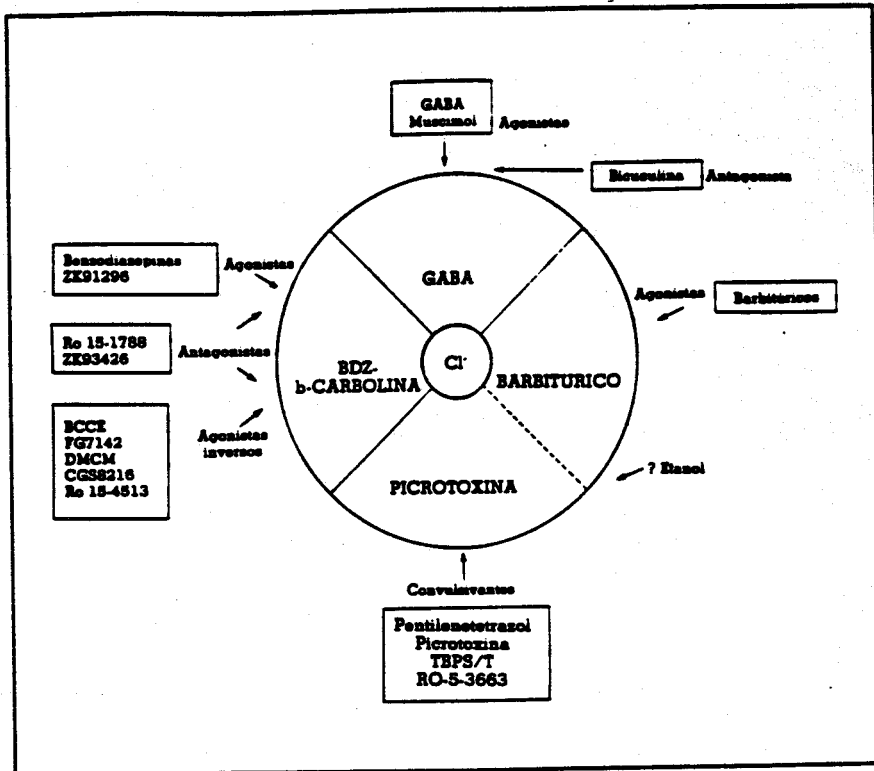 GABA
Muscimol
Agonistas
Bicuculina
Antagonista
Benzodiazepinas
ZK91296
Agonistas
GABA
Agonistas
Barbitúricos
Ro 15-1788
ZK93426
Antagonistas
BDZ-
b-CARBOLINA
Cl-
BARBITURICO
BCCE
FG7142
DMCM
CGS8216
Ro 15-4513
Agonistas
inversos
PICROTOXINA
? Etanol
Convulsivantes
Pentilenetetrazol
Picrotoxina
TBPS/T
RO-5-3663